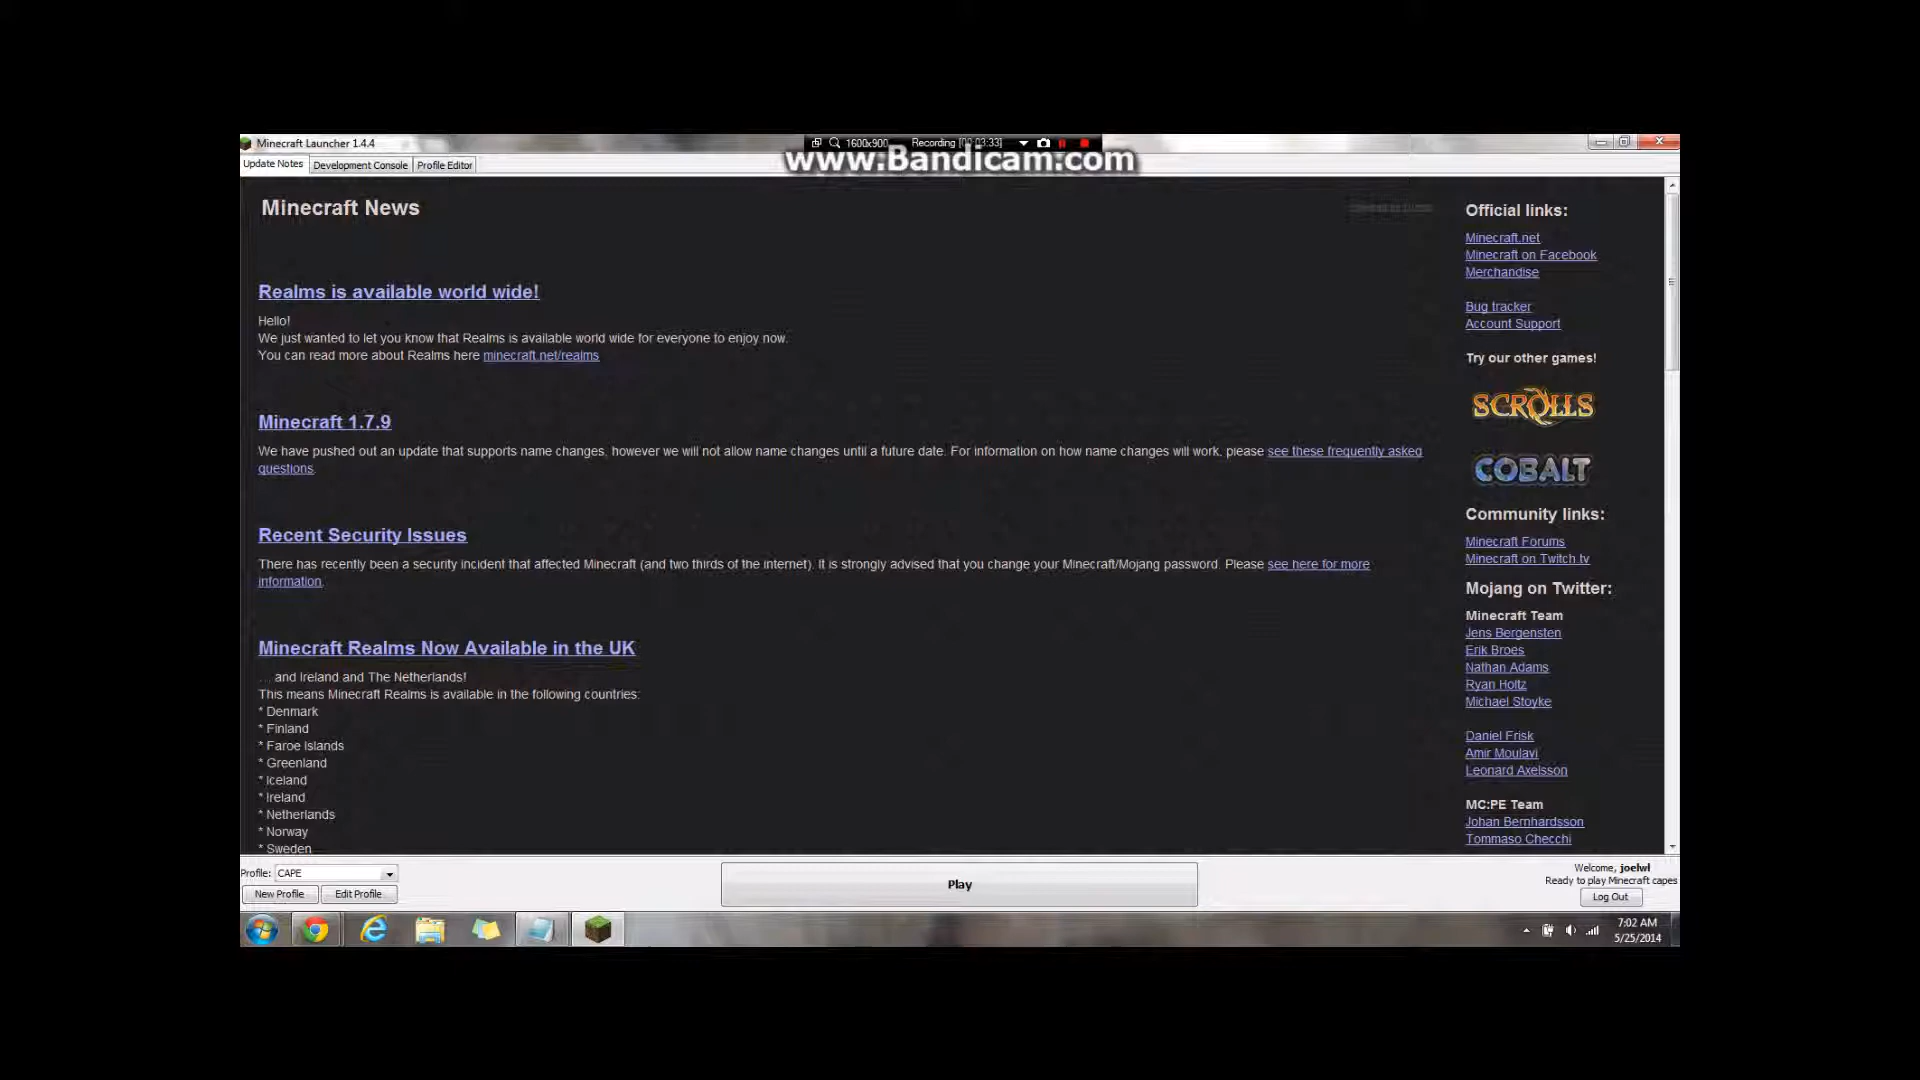 Minecraft Launcher 1.4.4
1600x900
Recording [00:03:33]
www.Bandicam.com
Update Notes
Development Console
Profile Editor
Minecraft News
Realms is available world wide!
Hello!
We just wanted to let you know that Realms is available world wide for everyone to enjoy now.
You can read more about Realms here minecraft.net/realms
Minecraft 1.7.9
We have pushed out an update that supports name changes, however we will not allow name changes until a future date. For information on how name changes will work, please see these frequently asked
questions.
Recent Security Issues
There has recently been a security incident that affected Minecraft (and two thirds of the internet). It is strongly advised that you change your Minecraft/Mojang password. Please see here for more
information.
Minecraft Realms Now Available in the UK
... and Ireland and The Netherlands!
This means Minecraft Realms is available in the following countries:
* Denmark
* Finland
* Faroe Islands
* Greenland
* Iceland
* Ireland
* Netherlands
* Norway
* Sweden
Official links:
Minecraft.net
Minecraft on Facebook
Merchandise
Bug tracker
Account Support
Try our other games!
SCROLLS
COBALT
Community links:
Minecraft Forums
Minecraft on Twitch.tv
Mojang on Twitter:
Minecraft Team
Jens Bergensten
Erik Broes
Nathan Adams
Ryan Holtz
Michael Stoyke
Daniel Frisk
Amir Moulavi
Leonard Axelsson
MC:PE Team
Johan Bernhardsson
Tommaso Checchi
Profile: CAPE
New Profile
Edit Profile
Play
Welcome, joelwl
Ready to play Minecraft capes
Log Out
7:02 AM
5/25/2014